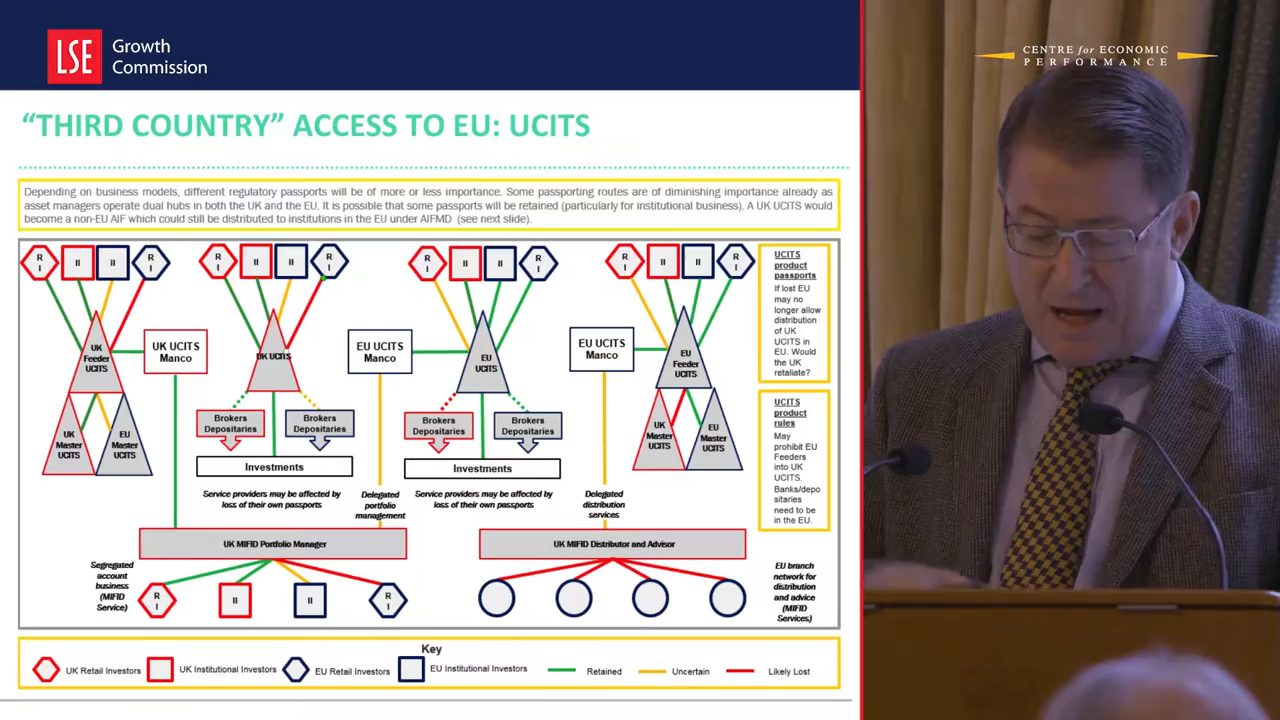 LSE
Growth
Commission
CENTRE for ECONOMIC
PERFORMANCE
“THIRD COUNTRY” ACCESS TO EU: UCITS
Depending on business models, different regulatory passports will be of more or less importance. Some passporting routes are of diminishing importance already as
asset managers operate dual hubs in both the UK and the EU. It is possible that some passports will be retained (particularly for institutional business). A UK UCITS would
become a non-EU AIF which could still be distributed to institutions in the EU under AIFMD (see next slide).
R
I
II
II
R
I
R
I
II
II
R
I
R
I
II
II
R
I
R
I
II
II
R
I
UK
Feeder
UCITS
UK UCITS
Manco
UK UCITS
EU UCITS
Manco
EU
UCITS
EU UCITS
Manco
EU
Feeder
UCITS
UK
Master
UCITS
EU
Master
UCITS
Brokers
Depositaries
Brokers
Depositaries
Brokers
Depositaries
Brokers
Depositaries
UK
Master
UCITS
EU
Master
UCITS
Investments
Investments
Service providers may be affected by
loss of their own passports
Delegated
portfolio
management
Service providers may be affected by
loss of their own passports
Delegated
distribution
services
UCITS
product
passports
If lost EU
may no
longer allow
distribution
of UK
UCITS in
EU. Would
the UK
retaliate?
UCITS
product
rules
May
prohibit EU
Feeders
into UK
UCITS.
Banks/depo
sitaries
need to be
in the EU.
UK MIFID Portfolio Manager
UK MIFID Distributor and Advisor
Segregated
account
business
(MIFID
Service)
R
I
II
II
R
I
EU branch
network for
distribution
and advice
(MIFID
Services)
Key
UK Retail Investors
UK Institutional Investors
EU Retail Investors
EU Institutional Investors
Retained
Uncertain
Likely Lost